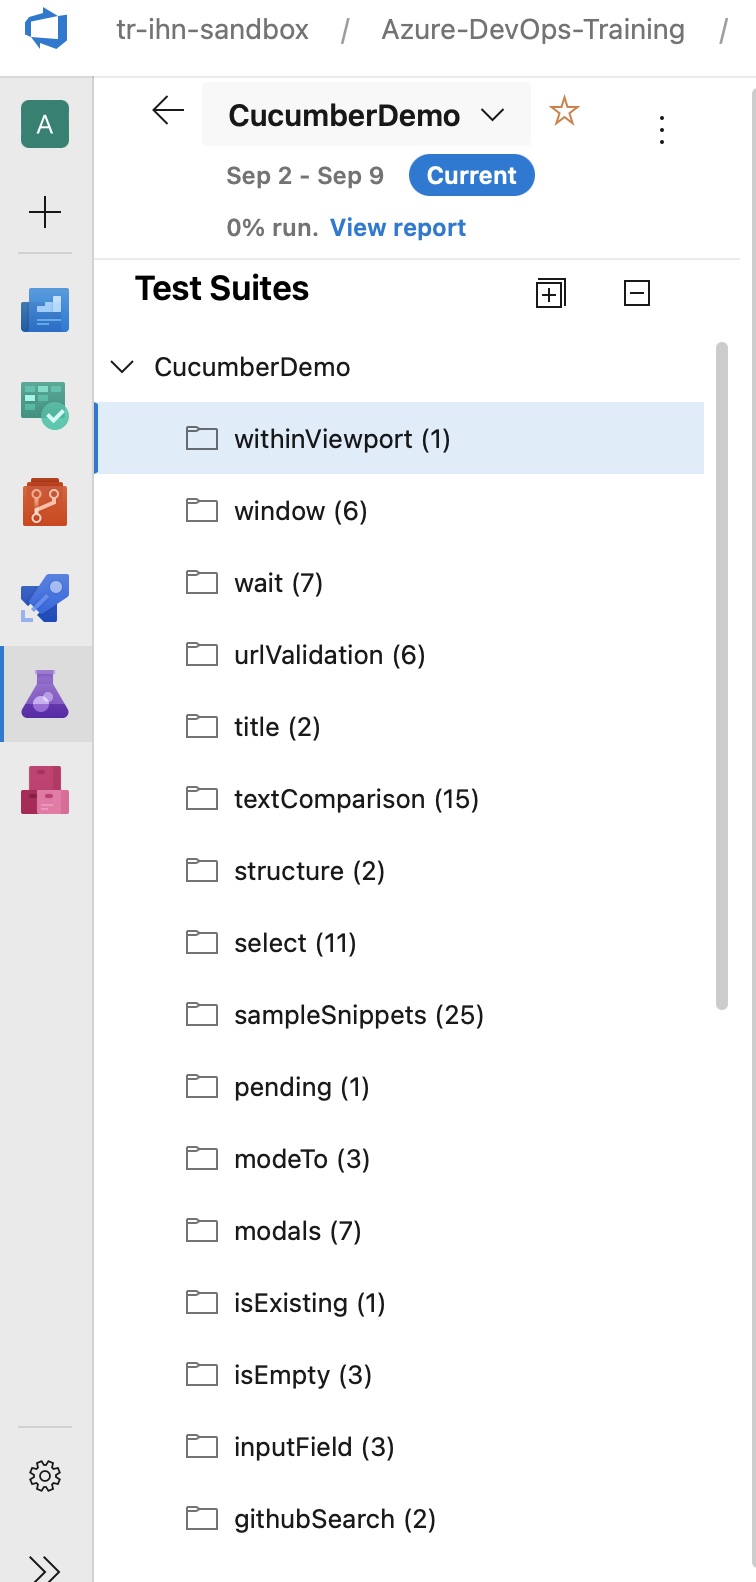 tr-ihn-sandbox / Azure-DevOps-Training /
A
CucumberDemo
Sep 2 - Sep 9 Current
0% run. View report
Test Suites
CucumberDemo
withinViewport (1)
window (6)
wait (7)
urlValidation (6)
title (2)
textComparison (15)
structure (2)
select (11)
sampleSnippets (25)
pending (1)
modeTo (3)
modals (7)
isExisting (1)
isEmpty (3)
inputField (3)
githubSearch (2)